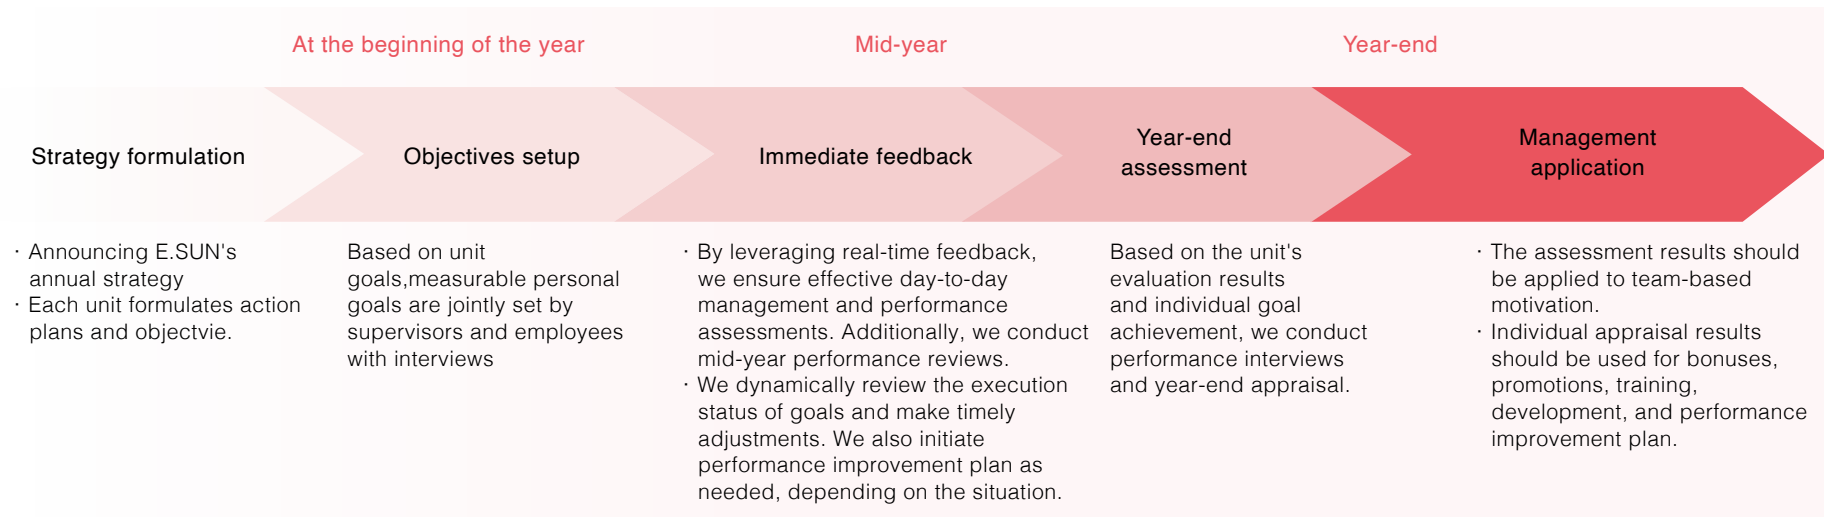 At the beginning of the year
Mid-year
Year-end
Strategy formulation
Objectives setup
Immediate feedback
Year-end
assessment
Management
application
· Announcing E.SUN's
annual strategy
· Each unit formulates action
plans and objectvie.
Based on unit
goals,measurable personal
goals are jointly set by
supervisors and employees
with interviews
· By leveraging real-time feedback,
we ensure effective day-to-day
management and performance
assessments. Additionally, we conduct
mid-year performance reviews.
· We dynamically review the execution
status of goals and make timely
adjustments. We also initiate
performance improvement plan as
needed, depending on the situation.
Based on the unit's
evaluation results
and individual goal
achievement, we conduct
performance interviews
and year-end appraisal.
· The assessment results should
be applied to team-based
motivation.
· Individual appraisal results
should be used for bonuses,
promotions, training,
development, and performance
improvement plan.